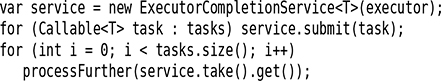 var service = new ExecutorCompletionService<T>(executor);
for (Callable<T> task : tasks) service.submit(task);
for (int i = 0; i < tasks.size(); i++)
   processFurther(service.take().get());